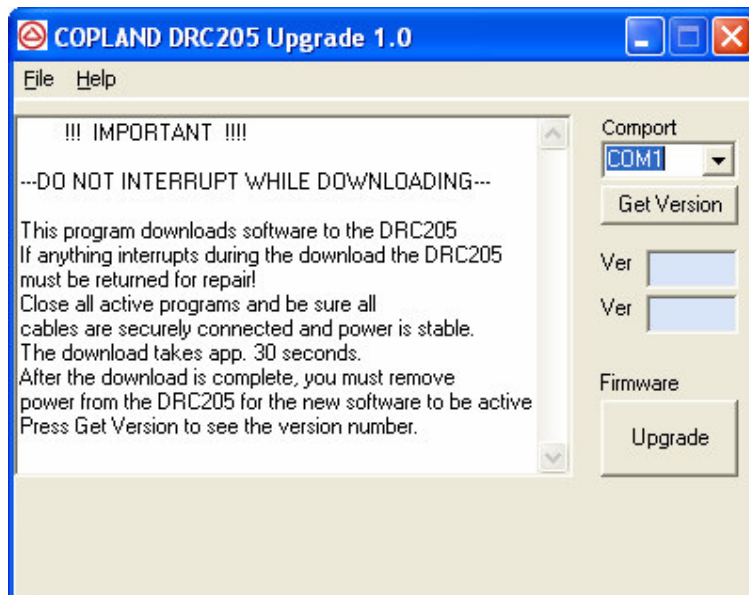 COPLAND DRC205 Upgrade 1.0
File Help
!!! IMPORTANT !!!!
---DO NOT INTERRUPT WHILE DOWNLOADING---
This program downloads software to the DRC205
If anything interrupts during the download the DRC205
must be returned for repair!
Close all active programs and be sure all
cables are securely connected and power is stable.
The download takes app. 30 seconds.
After the download is complete, you must remove
power from the DRC205 for the new software to be active
Press Get Version to see the version number.
Comport
COM1
Get Version
Ver
Ver
Firmware
Upgrade